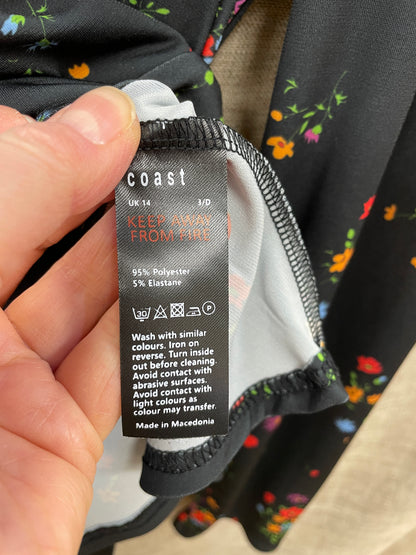 coast
UK 14 3/D
KEEP AWAY
FROM FIRE
95% Polyester
5% Elastane
30 P
Wash with similar
colours. Iron on
reverse. Turn inside
out before cleaning.
Avoid contact with
abrasive surfaces.
Avoid contact with
light colours as
colour may transfer.
Made in Macedonia